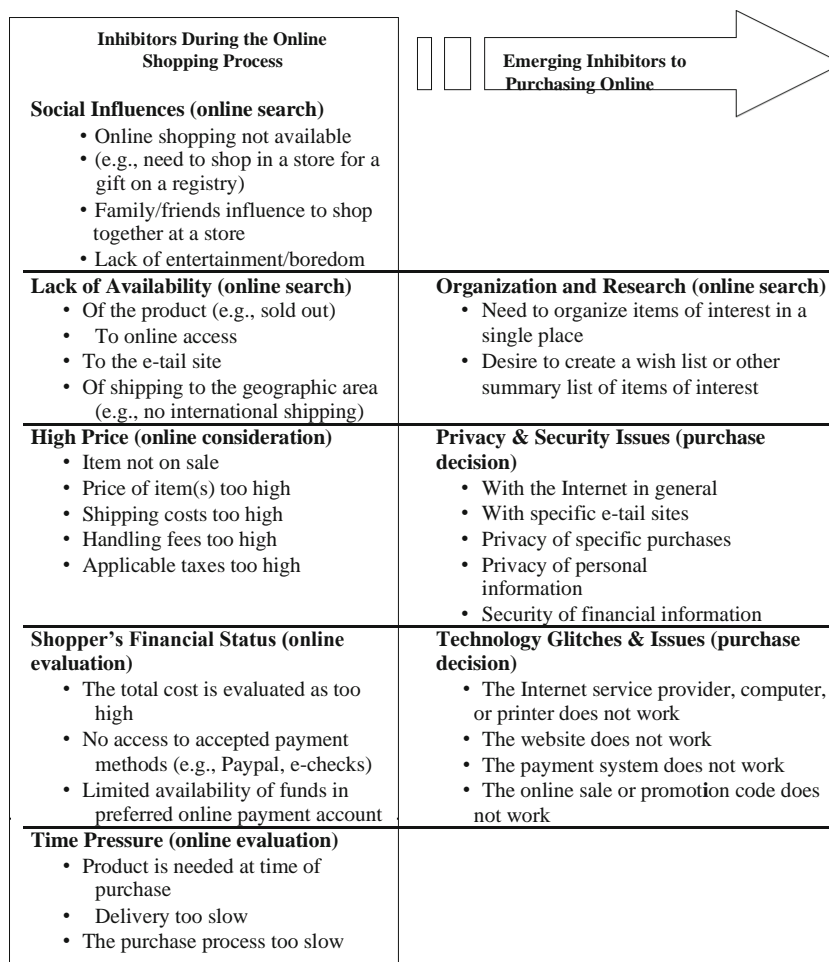 Inhibitors During the Online
Shopping Process
Social Influences (online search)
• Online shopping not available
• (e.g., need to shop in a store for a
gift on a registry)
• Family/friends influence to shop
together at a store
• Lack of entertainment/boredom
Lack of Availability (online search)
• Of the product (e.g., sold out)
• To online access
• To the e-tail site
• Of shipping to the geographic area
(e.g., no international shipping)
High Price (online consideration)
• Item not on sale
• Price of item(s) too high
• Shipping costs too high
• Handling fees too high
• Applicable taxes too high
Shopper's Financial Status (online
evaluation)
• The total cost is evaluated as too
high
• No access to accepted payment
methods (e.g., Paypal, e-checks)
• Limited availability of funds in
preferred online payment account
Time Pressure (online evaluation)
• Product is needed at time of
purchase
• Delivery too slow
• The purchase process too slow
Emerging Inhibitors to
Purchasing Online
Organization and Research (online search)
• Need to organize items of interest in a
single place
• Desire to create a wish list or other
summary list of items of interest
Privacy & Security Issues (purchase
decision)
• With the Internet in general
• With specific e-tail sites
• Privacy of specific purchases
• Privacy of personal
information
• Security of financial information
Technology Glitches & Issues (purchase
decision)
• The Internet service provider, computer,
or printer does not work
• The website does not work
• The payment system does not work
• The online sale or promotion code does
not work